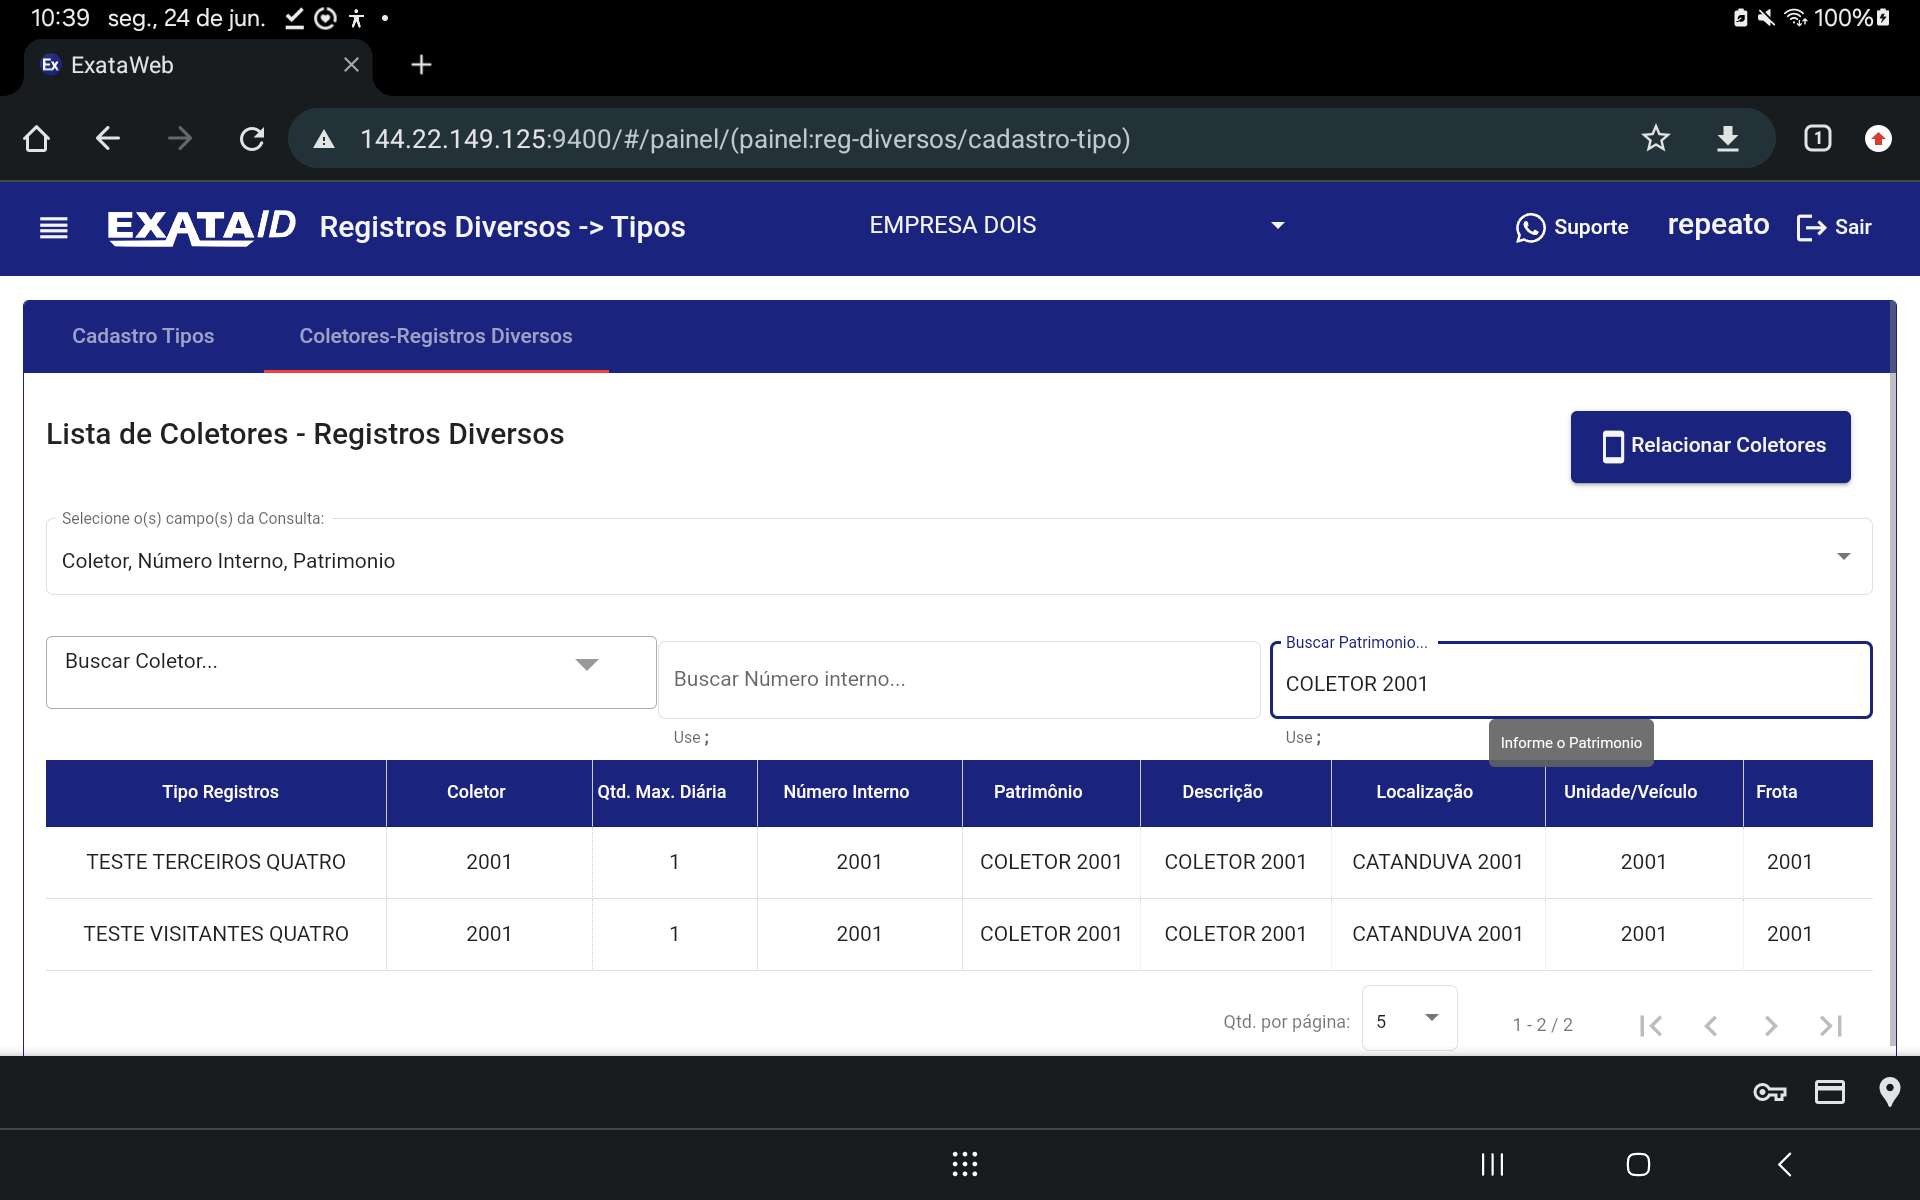 10:39 seg., 24 de jun. 100%
Ex ExataWeb
144.22.149.125:9400/#/painel/(painel:reg-diversos/cadastro-tipo) 1
EXATA/D Registros Diversos -> Tipos EMPRESA DOIS Suporte repeato Sair
Cadastro Tipos Coletores-Registros Diversos
Lista de Coletores - Registros Diversos Relacionar Coletores
Selecione o(s) campo(s) da Consulta:
Coletor, Número Interno, Patrimonio
Buscar Patrimonio...
Buscar Coletor... Buscar Número interno... COLETOR 2001
Use ; Use ; Informe o Patrimonio
Tipo Registros Coletor Qtd. Max. Diária Número Interno Patrimônio Descrição Localização Unidade/Veículo Frota
TESTE TERCEIROS QUATRO 2001 1 2001 COLETOR 2001 COLETOR 2001 CATANDUVA 2001 2001 2001
TESTE VISITANTES QUATRO 2001 1 2001 COLETOR 2001 COLETOR 2001 CATANDUVA 2001 2001 2001
Qtd. por página: 5 1 - 2 / 2